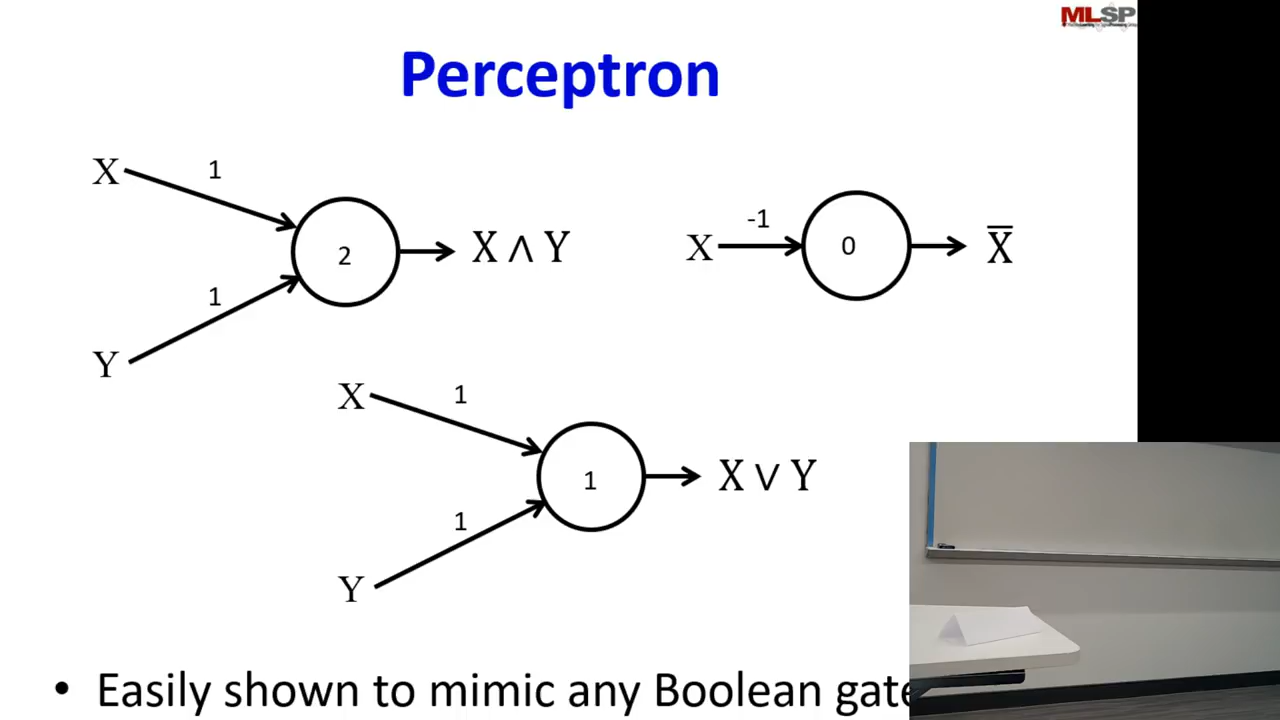 MLSP
Perceptron
X
1
2
X ∧ Y
1
Y
X
-1
0
X̅
X
1
1
X ∨ Y
1
Y
• Easily shown to mimic any Boolean gate